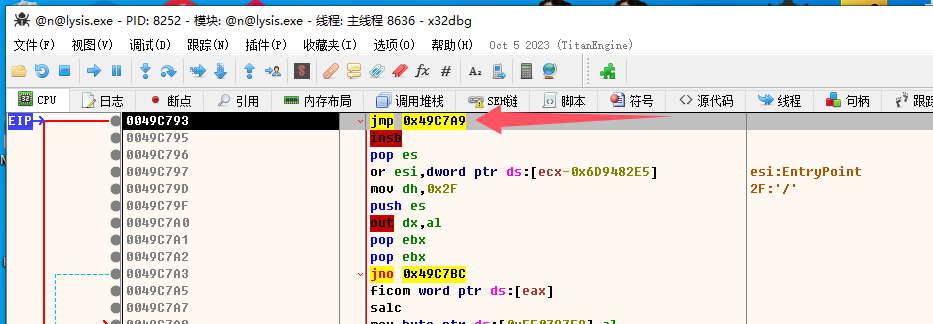 @n@lysis.exe - PID: 8252 - 模块: @n@lysis.exe - 线程: 主线程 8636 - x32dbg
文件(F) 视图(V) 调试(D) 跟踪(N) 插件(P) 收藏夹(I) 选项(O) 帮助(H) Oct 5 2023 (TitanEngine)
CPU 日志 断点 引用 内存布局 调用堆栈 SEH链 脚本 符号 源代码 线程 句柄 跟踪
EIP 0049C793 jmp 0x49C7A9
0049C795 insb
0049C796 pop es
0049C797 or esi,dword ptr ds:[ecx-0x6D9482E5] esi:EntryPoint
0049C79D mov dh,0x2F 2F:'/'
0049C79F push es
0049C7A0 out dx,al
0049C7A1 pop ebx
0049C7A2 pop ebx
0049C7A3 jno 0x49C7BC
0049C7A5 ficom word ptr ds:[eax]
0049C7A7 salc